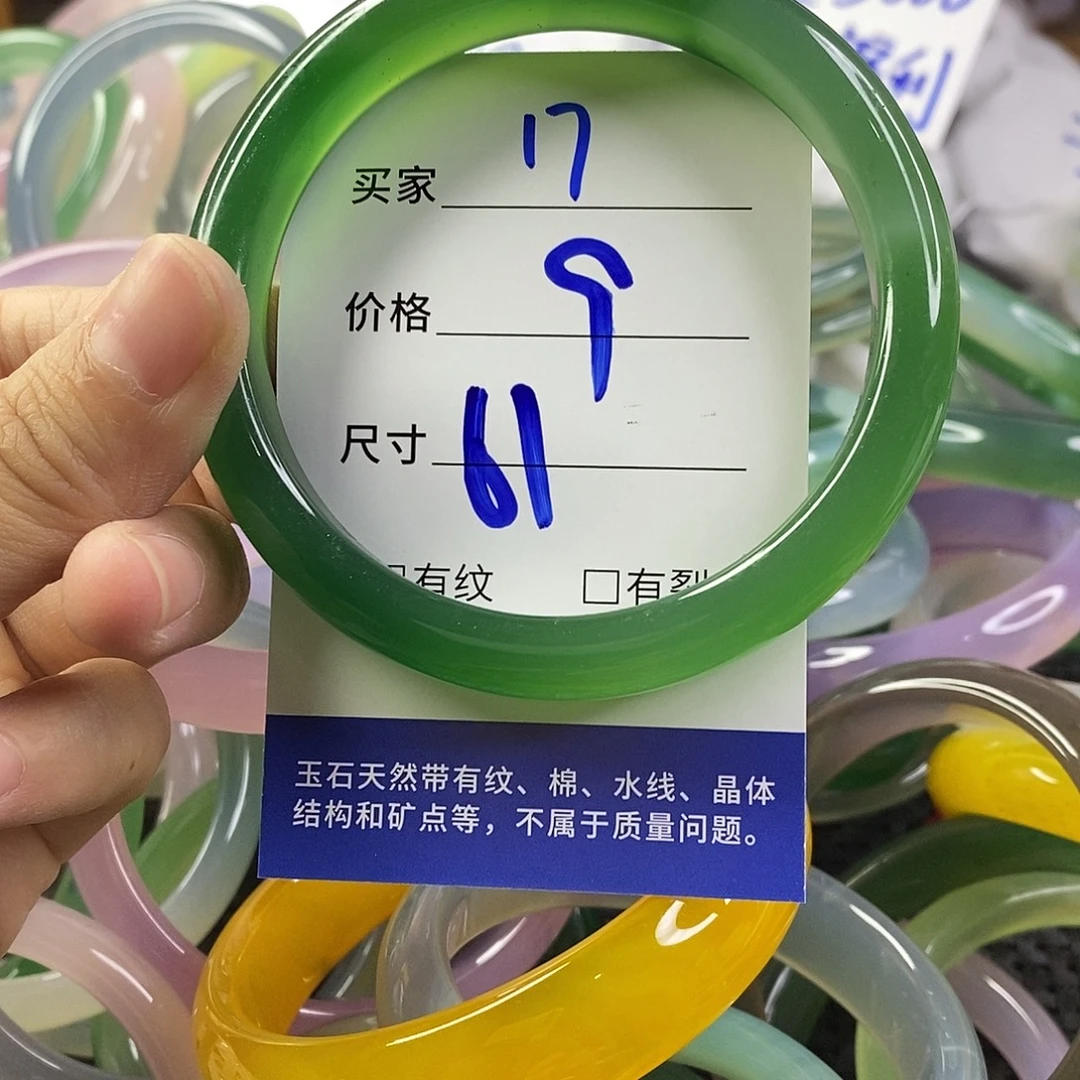 利
买家 17
价格 9
尺寸 61
有纹 □有裂
玉石天然带有纹、棉、水线、晶体
结构和矿点等，不属于质量问题。